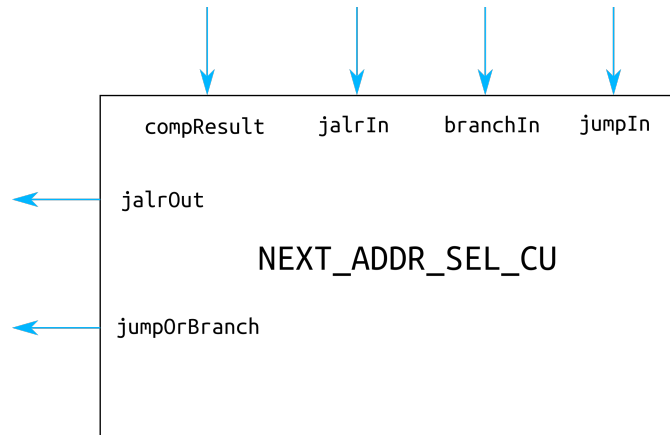 compResult jalrIn branchIn jumpIn
jalrOut
NEXT_ADDR_SEL_CU
jumpOrBranch